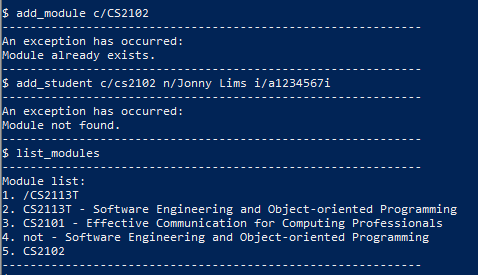 $ add_module c/CS2102
------------------------------------------------------------
An exception has occurred:
Module already exists.
------------------------------------------------------------
$ add_student c/cs2102 n/Jonny Lims i/a1234567i
------------------------------------------------------------
An exception has occurred:
Module not found.
------------------------------------------------------------
$ list_modules
------------------------------------------------------------
Module list:
1. /CS2113T
2. CS2113T - Software Engineering and Object-oriented Programming
3. CS2101 - Effective Communication for Computing Professionals
4. not - Software Engineering and Object-oriented Programming
5. CS2102
------------------------------------------------------------